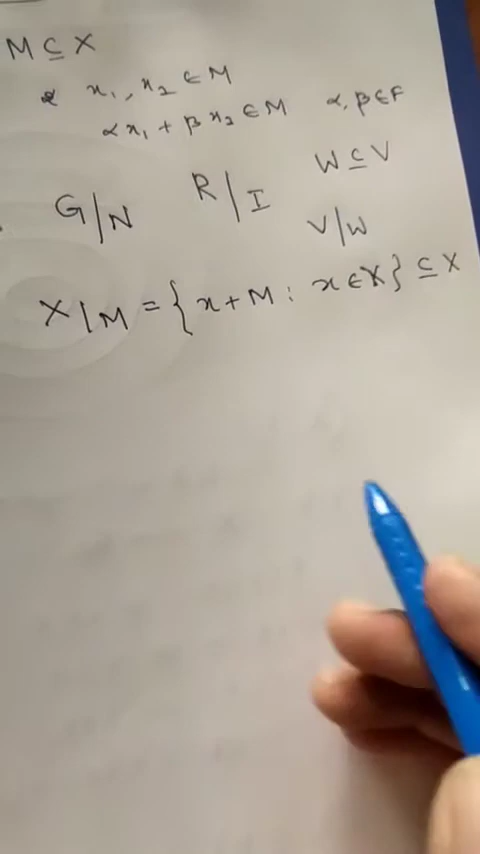 M ⊆ X
x₁, x₂ ∈ M
αx₁ + βx₂ ∈ M α, β ∈ F
G/N R/I W ⊆ V
V/W
X/M = {x + M : x ∈ X} ⊆ X